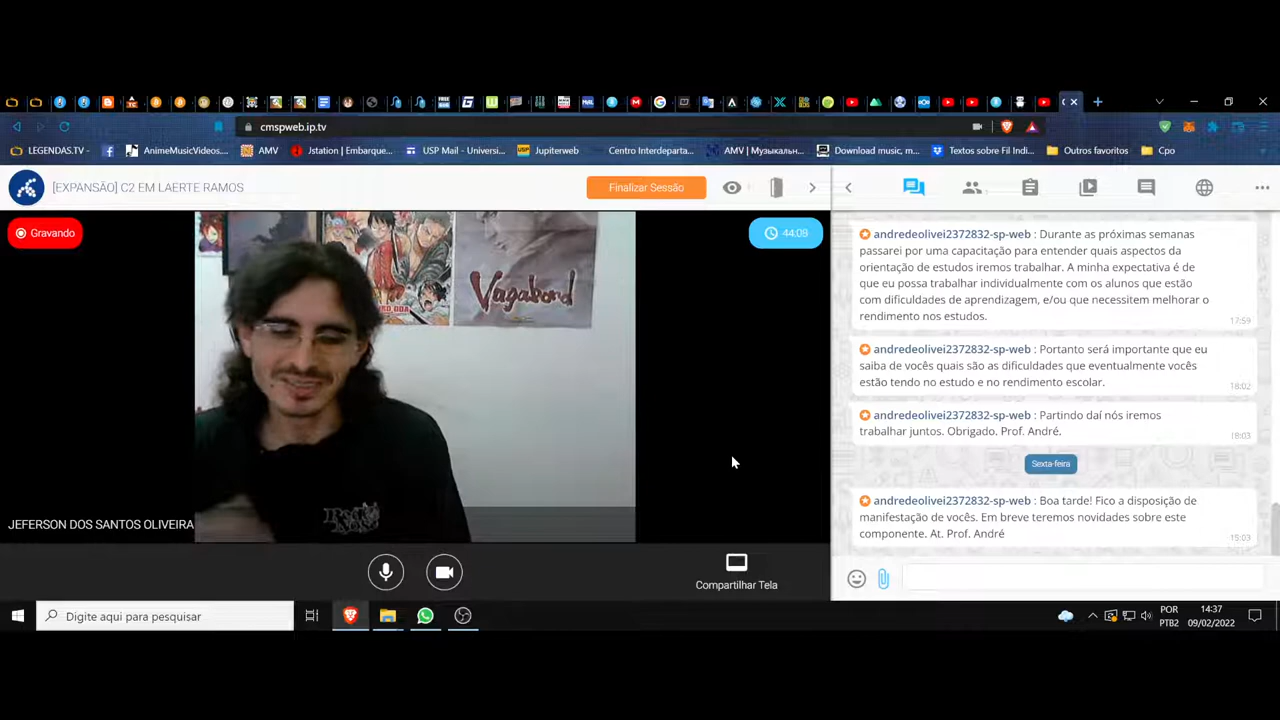 cmspweb.ip.tv
LEGENDAS.TV
AnimeMusicVideos...
AMV
Jstation | Embarque...
USP Mail - Universi...
Jupiterweb
Centro Interdeparta...
AMV | Музыкальн...
Download music, m...
Textos sobre Fil Indi...
Outros favoritos
Cpo
[EXPANSÃO] C2 EM LAERTE RAMOS
Finalizar Sessão
Gravando
44:08
Vagabond
JEFERSON DOS SANTOS OLIVEIRA
Compartilhar Tela
andredeolivei2372832-sp-web : Durante as próximas semanas
passarei por uma capacitação para entender quais aspectos da
orientação de estudos iremos trabalhar. A minha expectativa é de
que eu possa trabalhar individualmente com os alunos que estão
com dificuldades de aprendizagem, e/ou que necessitem melhorar o
rendimento nos estudos.
17:59
andredeolivei2372832-sp-web : Portanto será importante que eu
saiba de vocês quais são as dificuldades que eventualmente vocês
estão tendo no estudo e no rendimento escolar.
18:02
andredeolivei2372832-sp-web : Partindo daí nós iremos
trabalhar juntos. Obrigado. Prof. André.
18:03
Sexta-feira
andredeolivei2372832-sp-web : Boa tarde! Fico a disposição de
manifestação de vocês. Em breve teremos novidades sobre este
componente. At. Prof. André
15:03
Digite aqui para pesquisar
POR
PTB2
14:37
09/02/2022